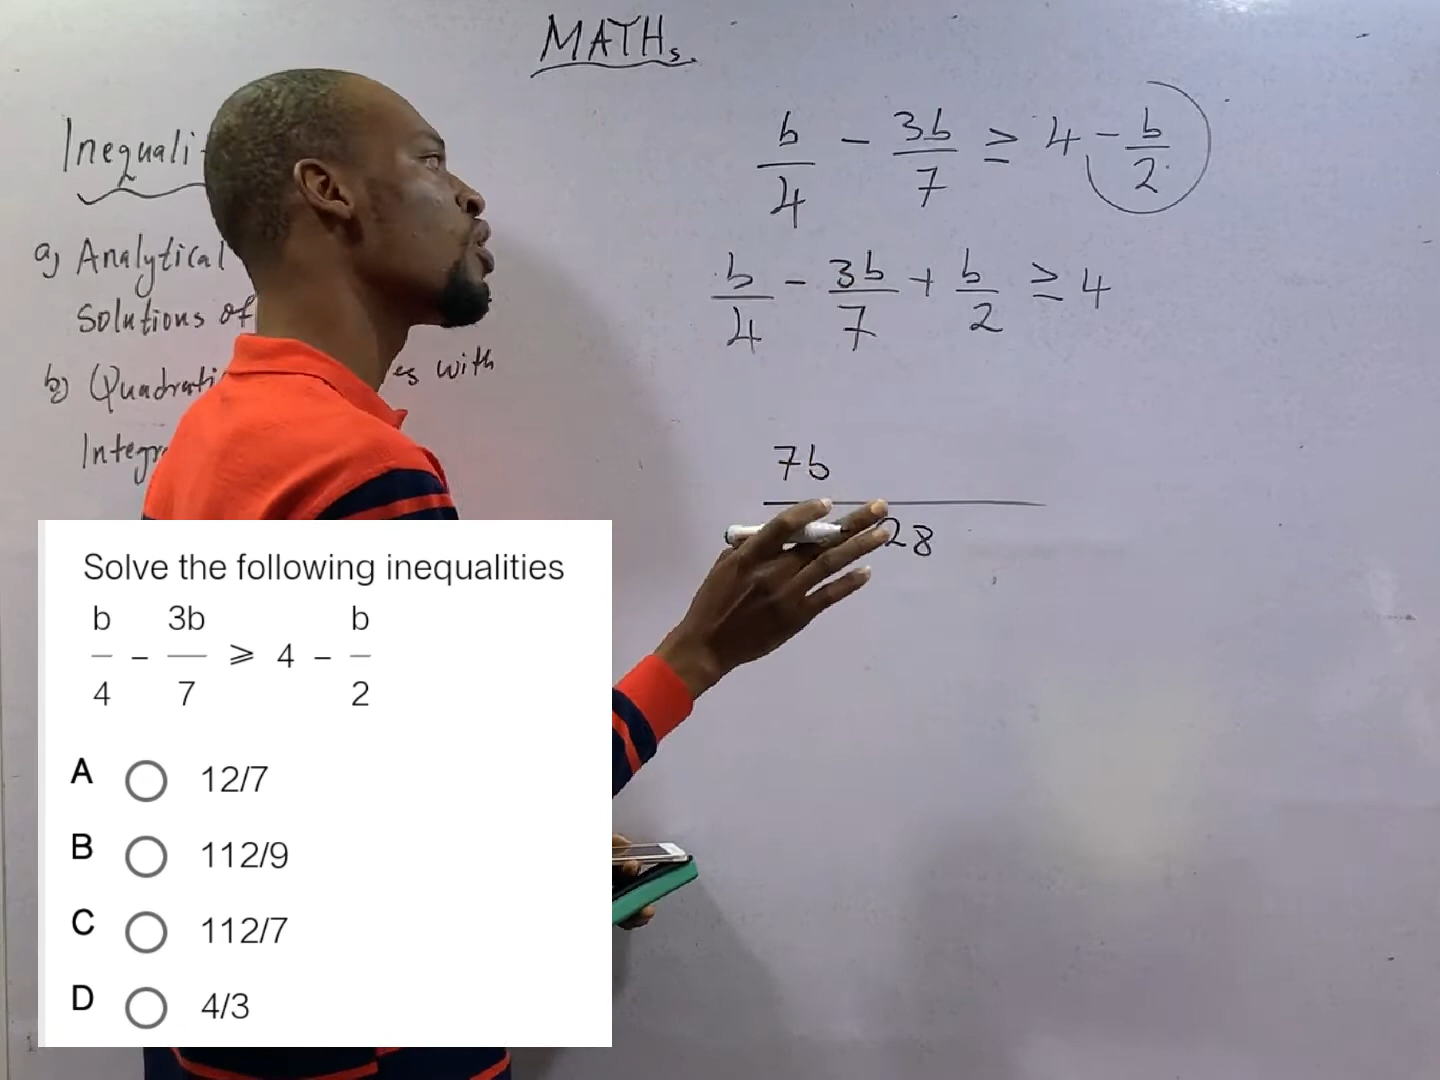 MATHs.
Inequali
a) Analytical
Solutions of
b) Quadrati es with
Integr
b/4 - 3b/7 ≥ 4 - b/2
b/4 - 3b/7 + b/2 ≥ 4
7b
28
Solve the following inequalities
b/4 - 3b/7 ⩾ 4 - b/2
A 12/7
B 112/9
C 112/7
D 4/3